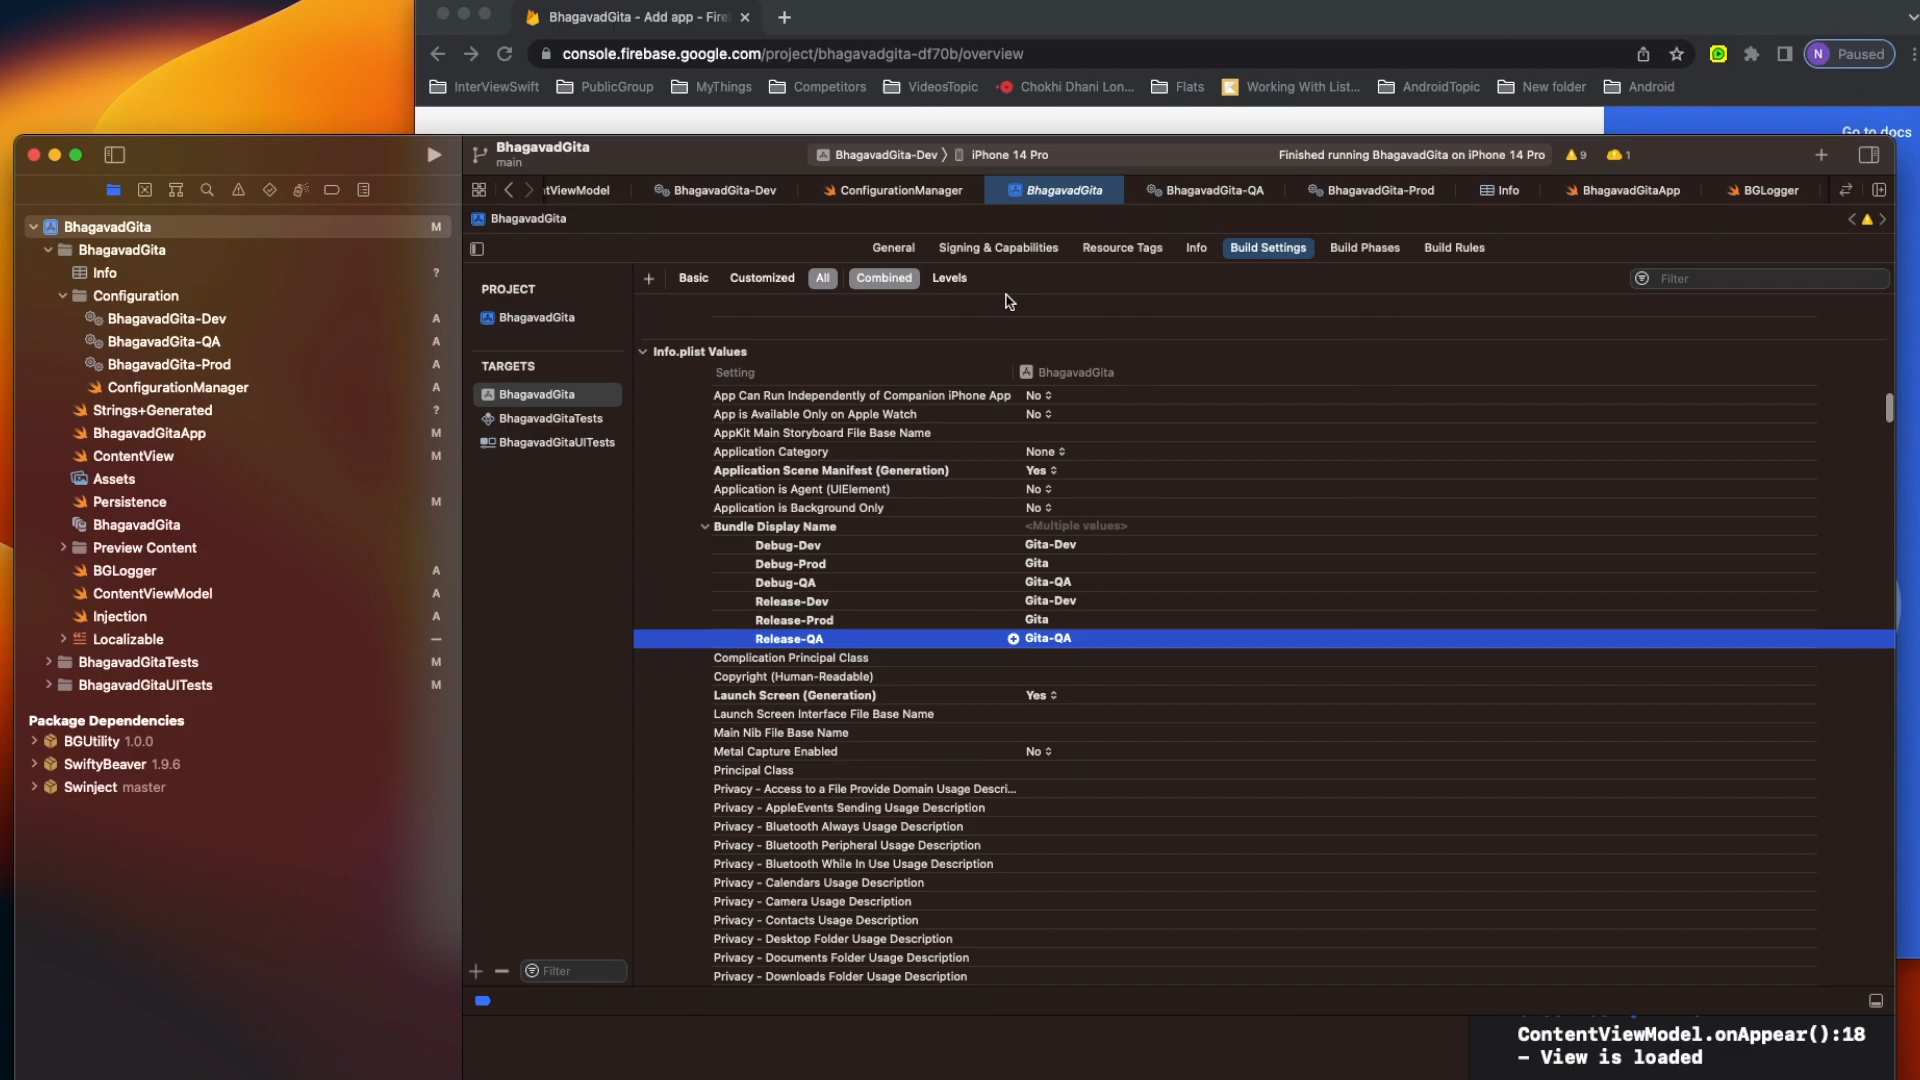 BhagavadGita - Add app - Fire
console.firebase.google.com/project/bhagavadgita-df70b/overview
N Paused
InterViewSwift PublicGroup MyThings Competitors VideosTopic Chokhi Dhani Lon... Flats Working With List... AndroidTopic New folder Android
Go to docs
BhagavadGita
main
BhagavadGita-Dev iPhone 14 Pro
Finished running BhagavadGita on iPhone 14 Pro 9 1
ntViewModel BhagavadGita-Dev ConfigurationManager BhagavadGita BhagavadGita-QA BhagavadGita-Prod Info BhagavadGitaApp BGLogger
BhagavadGita
General Signing & Capabilities Resource Tags Info Build Settings Build Phases Build Rules
Basic Customized All Combined Levels
Filter
BhagavadGita M
BhagavadGita
Info ?
Configuration
BhagavadGita-Dev A
BhagavadGita-QA A
BhagavadGita-Prod A
ConfigurationManager A
Strings+Generated ?
BhagavadGitaApp M
ContentView M
Assets
Persistence M
BhagavadGita
Preview Content
BGLogger A
ContentViewModel A
Injection A
Localizable
BhagavadGitaTests M
BhagavadGitaUITests M
Package Dependencies
BGUtility 1.0.0
SwiftyBeaver 1.9.6
Swinject master
PROJECT
BhagavadGita
TARGETS
BhagavadGita
BhagavadGitaTests
BhagavadGitaUITests
Filter
Info.plist Values
Setting BhagavadGita
App Can Run Independently of Companion iPhone App No
App is Available Only on Apple Watch No
AppKit Main Storyboard File Base Name
Application Category None
Application Scene Manifest (Generation) Yes
Application is Agent (UIElement) No
Application is Background Only No
Bundle Display Name <Multiple values>
Debug-Dev Gita-Dev
Debug-Prod Gita
Debug-QA Gita-QA
Release-Dev Gita-Dev
Release-Prod Gita
Release-QA Gita-QA
Complication Principal Class
Copyright (Human-Readable)
Launch Screen (Generation) Yes
Launch Screen Interface File Base Name
Main Nib File Base Name
Metal Capture Enabled No
Principal Class
Privacy - Access to a File Provide Domain Usage Descri...
Privacy - AppleEvents Sending Usage Description
Privacy - Bluetooth Always Usage Description
Privacy - Bluetooth Peripheral Usage Description
Privacy - Bluetooth While In Use Usage Description
Privacy - Calendars Usage Description
Privacy - Camera Usage Description
Privacy - Contacts Usage Description
Privacy - Desktop Folder Usage Description
Privacy - Documents Folder Usage Description
Privacy - Downloads Folder Usage Description
ContentViewModel.onAppear():18
- View is loaded